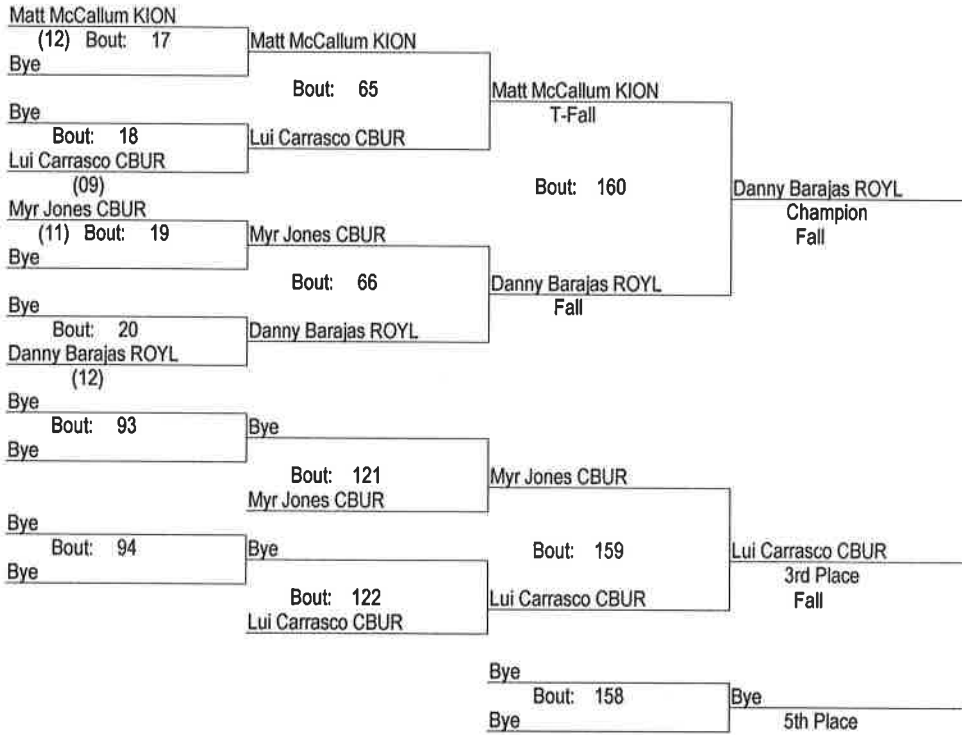 Matt McCallum KION
(12) Bout: 17
Bye
Matt McCallum KION
Bout: 65
Bye
Bout: 18
Lui Carrasco CBUR
(09)
Lui Carrasco CBUR
Matt McCallum KION
T-Fall
Bout: 160
Myr Jones CBUR
(11) Bout: 19
Bye
Myr Jones CBUR
Bout: 66
Bye
Bout: 20
Danny Barajas ROYL
(12)
Danny Barajas ROYL
Danny Barajas ROYL
Fall
Danny Barajas ROYL
Champion
Fall
Bye
Bout: 93
Bye
Bye
Bout: 121
Myr Jones CBUR
Myr Jones CBUR
Bout: 159
Bye
Bout: 94
Bye
Bye
Bout: 122
Lui Carrasco CBUR
Lui Carrasco CBUR
Lui Carrasco CBUR
3rd Place
Fall
Bye
Bout: 158
Bye
Bye
5th Place